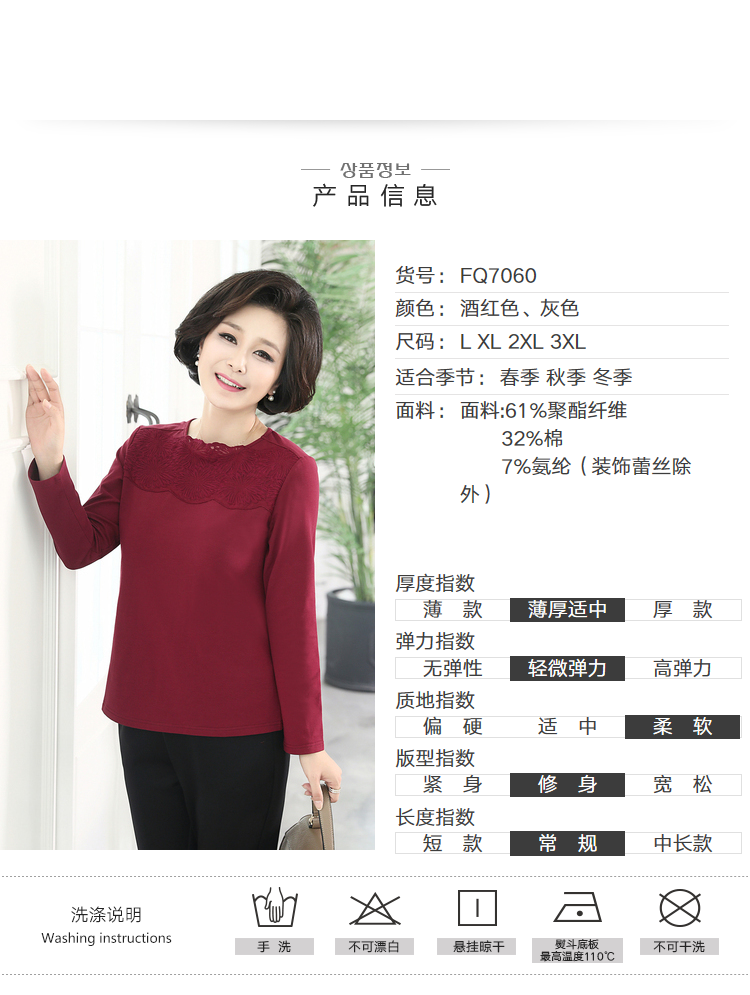 상품정보
产品信息
货号： FQ7060
颜色： 酒红色、灰色
尺码： L XL 2XL 3XL
适合季节： 春季 秋季 冬季
面料： 面料:61%聚酯纤维
32%棉
7%氨纶（装饰蕾丝除
外）
厚度指数
薄 款 薄厚适中 厚 款
弹力指数
无弹性 轻微弹力 高弹力
质地指数
偏 硬 适 中 柔 软
版型指数
紧 身 修 身 宽 松
长度指数
短 款 常 规 中长款
洗涤说明
Washing instructions
手 洗
不可漂白
悬挂晾干
熨斗底板
最高温度110℃
不可干洗